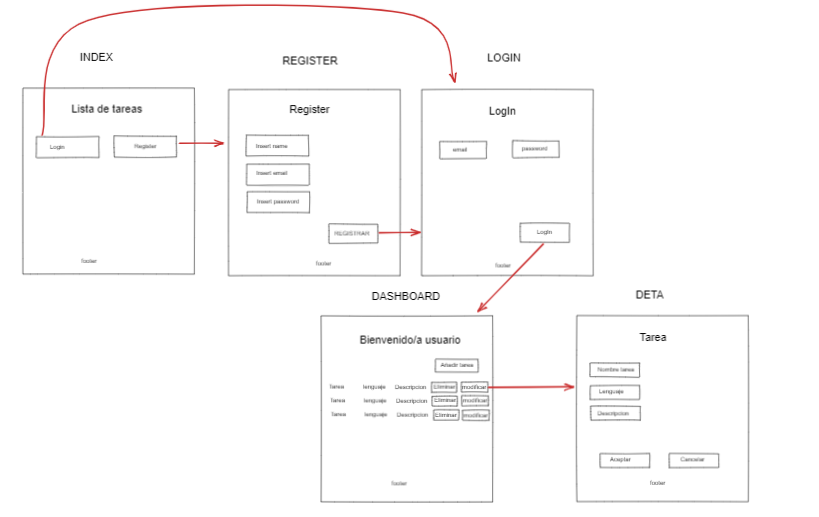 INDEX
REGISTER
LOGIN
Lista de tareas
Login
Register
footer
Register
Insert name
Insert email
Insert password
REGISTRAR
footer
LogIn
email
password
LogIn
footer
DASHBOARD
DETA
Bienvenido/a usuario
Añadir tarea
Tarea lenguaje Descripcion Eliminar modificar
Tarea lenguaje Descripcion Eliminar modificar
Tarea lenguaje Descripcion Eliminar modificar
footer
Tarea
Nombre tarea
Lenguaje
Descripcion
Aceptar
Cancelar
footer